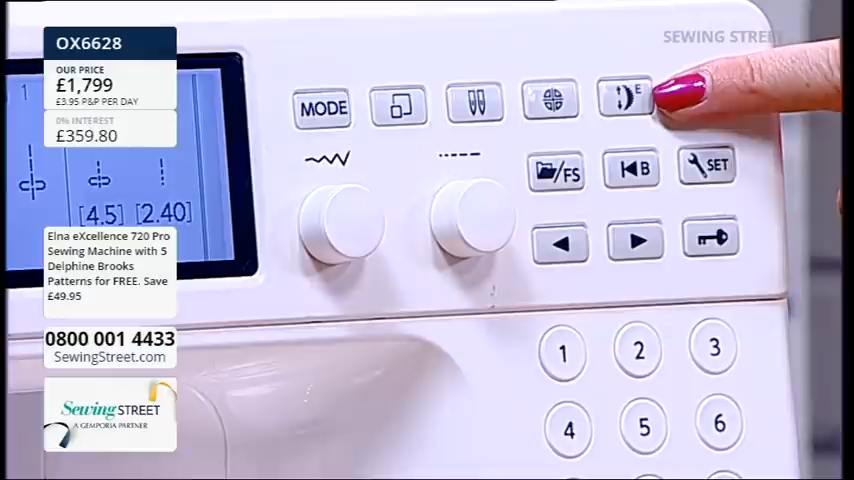 OX6628
OUR PRICE
£1,799
£3.95 P&P PER DAY
0% INTEREST
£359.80
1
[4.5] [2.40]
Elna eXcellence 720 Pro
Sewing Machine with 5
Delphine Brooks
Patterns for FREE. Save
£49.95
0800 001 4433
SewingStreet.com
Sewing STREET
A GEMPORIA PARTNER
SEWING STREET
MODE
E
/FS
B
SET
1
2
3
4
5
6